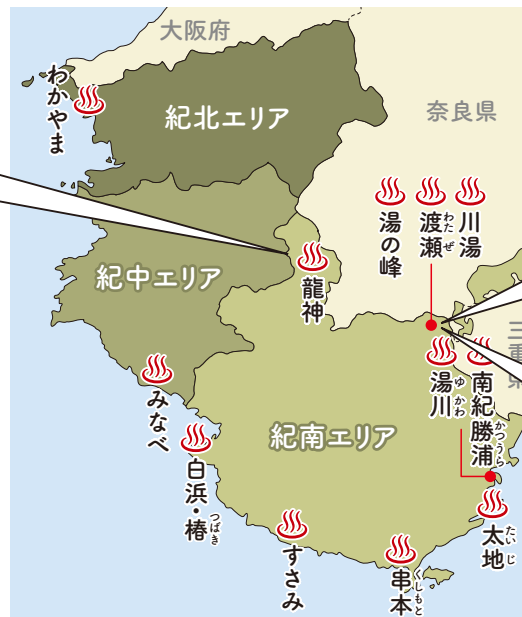 大阪府
わかやま
紀北エリア
奈良県
川湯
渡瀬
わたぜ
湯の峰
龍神
紀中エリア
三重県
南紀勝浦
かつうら
湯川
ゆかわ
みなべ
紀南エリア
白浜・椿
つばき
すさみ
串本
くしもと
太地
たいじ